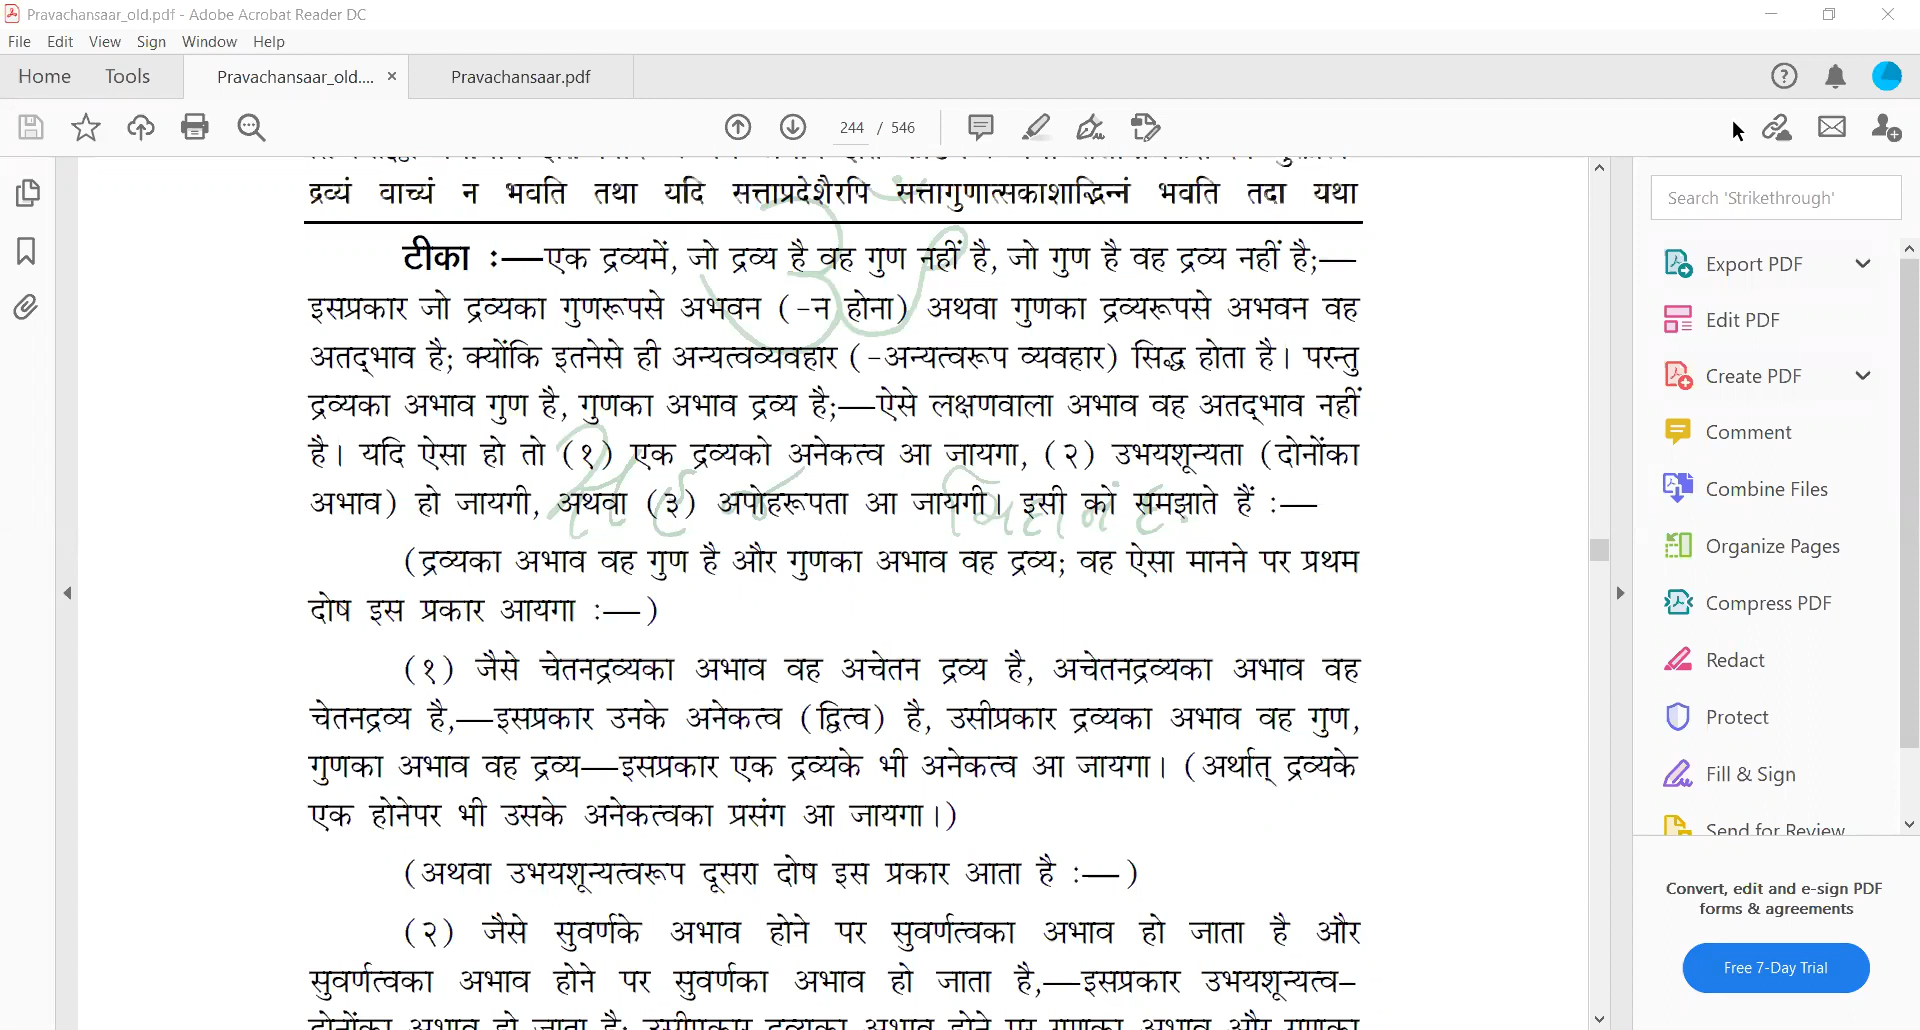 Pravachansaar_old.pdf - Adobe Acrobat Reader DC
File Edit View Sign Window Help
Home Tools Pravachansaar_old.... × Pravachansaar.pdf
244 / 546
द्रव्यं वाच्यं न भवति तथा यदि सत्ताप्रदेशैरपि सत्तागुणात्सकाशाद्भिन्नं भवति तदा यथा
टीका :—एक द्रव्यमें, जो द्रव्य है वह गुण नहीं है, जो गुण है वह द्रव्य नहीं है;—
इसप्रकार जो द्रव्यका गुणरूपसे अभवन (-न होना) अथवा गुणका द्रव्यरूपसे अभवन वह
अतद्‌भाव है; क्योंकि इतनेसे ही अन्यत्वव्यवहार (-अन्यत्वरूप व्यवहार) सिद्ध होता है। परन्तु
द्रव्यका अभाव गुण है, गुणका अभाव द्रव्य है;—ऐसे लक्षणवाला अभाव वह अतद्‌भाव नहीं
है। यदि ऐसा हो तो (१) एक द्रव्यको अनेकत्व आ जायगा, (२) उभयशून्यता (दोनोंका
अभाव) हो जायगी, अथवा (३) अपोहरूपता आ जायगी। इसी को समझाते हैं :—
(द्रव्यका अभाव वह गुण है और गुणका अभाव वह द्रव्य; वह ऐसा मानने पर प्रथम
दोष इस प्रकार आयगा :—)
(१) जैसे चेतनद्रव्यका अभाव वह अचेतन द्रव्य है, अचेतनद्रव्यका अभाव वह
चेतनद्रव्य है,—इसप्रकार उनके अनेकत्व (द्वित्व) है, उसीप्रकार द्रव्यका अभाव वह गुण,
गुणका अभाव वह द्रव्य—इसप्रकार एक द्रव्यके भी अनेकत्व आ जायगा। (अर्थात् द्रव्यके
एक होनेपर भी उसके अनेकत्वका प्रसंग आ जायगा।)
(अथवा उभयशून्यत्वरूप दूसरा दोष इस प्रकार आता है :—)
(२) जैसे सुवर्णके अभाव होने पर सुवर्णत्वका अभाव हो जाता है और
सुवर्णत्वका अभाव होने पर सुवर्णका अभाव हो जाता है,—इसप्रकार उभयशून्यत्व–
दोनोंका अभाव हो जाता है; उसीप्रकार द्रव्यका अभाव होने पर गुणका अभाव और गुणका
Search 'Strikethrough'
Export PDF
Edit PDF
Create PDF
Comment
Combine Files
Organize Pages
Compress PDF
Redact
Protect
Fill & Sign
Send for Review
Convert, edit and e-sign PDF
forms & agreements
Free 7-Day Trial